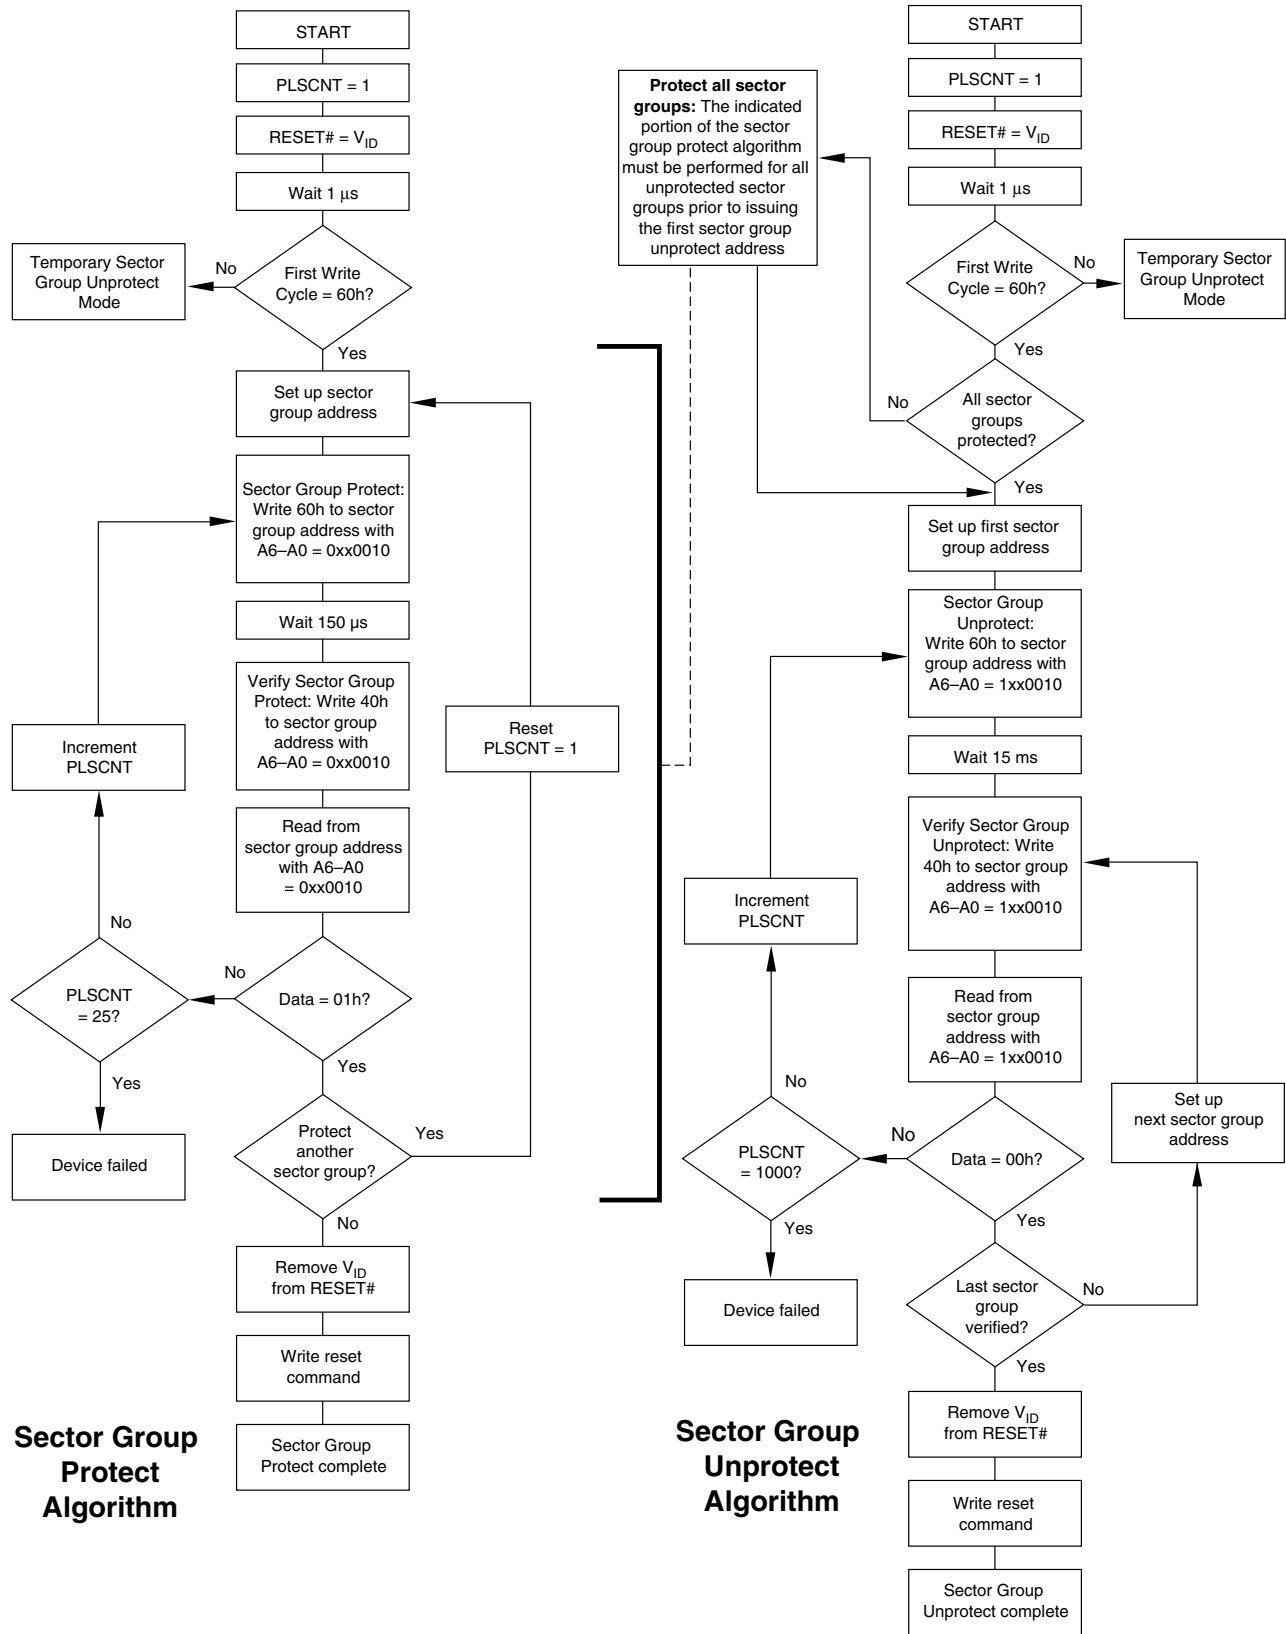 START
PLSCNT = 1
RESET# = VID
Wait 1 μs
First Write
Cycle = 60h?
No
Temporary Sector
Group Unprotect
Mode
Yes
Set up sector
group address
Sector Group Protect:
Write 60h to sector
group address with
A6–A0 = 0xx0010
Wait 150 µs
Verify Sector Group
Protect: Write 40h
to sector group
address with
A6–A0 = 0xx0010
Read from
sector group address
with A6–A0
= 0xx0010
Data = 01h?
No
PLSCNT
= 25?
No
Increment
PLSCNT
Yes
Device failed
Yes
Protect
another
sector group?
Yes
Reset
PLSCNT = 1
No
Remove VID
from RESET#
Write reset
command
Sector Group
Protect complete
Sector Group
Protect
Algorithm
Protect all sector
groups: The indicated
portion of the sector
group protect algorithm
must be performed for all
unprotected sector
groups prior to issuing
the first sector group
unprotect address
START
PLSCNT = 1
RESET# = VID
Wait 1 μs
First Write
Cycle = 60h?
No
Temporary Sector
Group Unprotect
Mode
Yes
All sector
groups
protected?
No
Yes
Set up first sector
group address
Sector Group
Unprotect:
Write 60h to sector
group address with
A6–A0 = 1xx0010
Wait 15 ms
Verify Sector Group
Unprotect: Write
40h to sector group
address with
A6–A0 = 1xx0010
Read from
sector group
address with
A6–A0 = 1xx0010
Data = 00h?
No
PLSCNT
= 1000?
No
Increment
PLSCNT
Yes
Device failed
Yes
Last sector
group
verified?
No
Set up
next sector group
address
Yes
Remove VID
from RESET#
Write reset
command
Sector Group
Unprotect complete
Sector Group
Unprotect
Algorithm